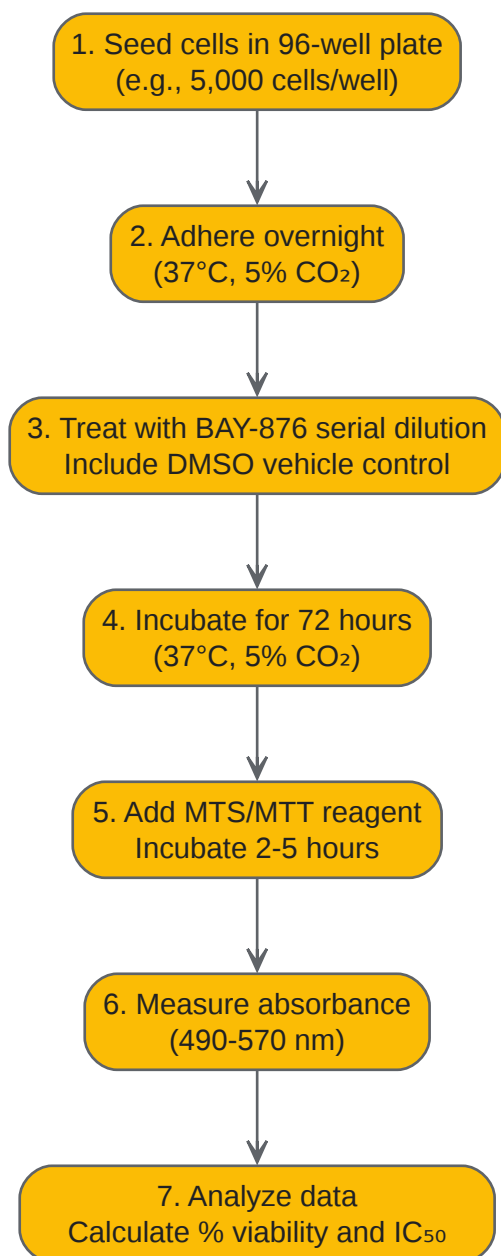 1. Seed cells in 96-well plate
(e.g., 5,000 cells/well)
2. Adhere overnight
(37°C, 5% CO₂)
3. Treat with BAY-876 serial dilution
Include DMSO vehicle control
4. Incubate for 72 hours
(37°C, 5% CO₂)
5. Add MTS/MTT reagent
Incubate 2-5 hours
6. Measure absorbance
(490-570 nm)
7. Analyze data
Calculate % viability and IC₅₀